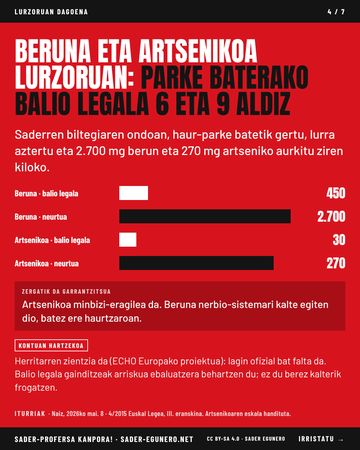 LURZORUAN DAGOENA
4 / 7
BERUNA ETA ARTSENIKOA
LURZORUAN: PARKE BATERAKO
BALIO LEGALA 6 ETA 9 ALDIZ
Saderren biltegiaren ondoan, haur-parke batetik gertu, lurra
aztertu eta 2.700 mg berun eta 270 mg artseniko aurkitu ziren
kiloko.
Beruna · balio legala 450
Beruna · neurtua 2.700
Artsenikoa · balio legala 30
Artsenikoa · neurtua 270
ZERGATIK DA GARRANTZITSUA
Artsenikoa minbizi-eragilea da. Beruna nerbio-sistemari kalte egiten
dio, batez ere haurtzaroan.
KONTUAN HARTZEKOA
Herritarren zientzia da (ECHO Europako proiektua): lagin ofizial bat falta da.
Balio legala gainditzeak arriskua ebaluatzera behartzen du; ez du berez kalterik
frogatzen.
ITURRIAK · Naiz, 2026ko mai. 8 · 4/2015 Euskal Legea, III. eranskina. Artsenikoaren eskala handituta.
SADER-PROFERSA KANPORA! · SADER-EGUNERO.NET
CC BY-SA 4.0 · SADER EGUNERO
IRRISTATU →